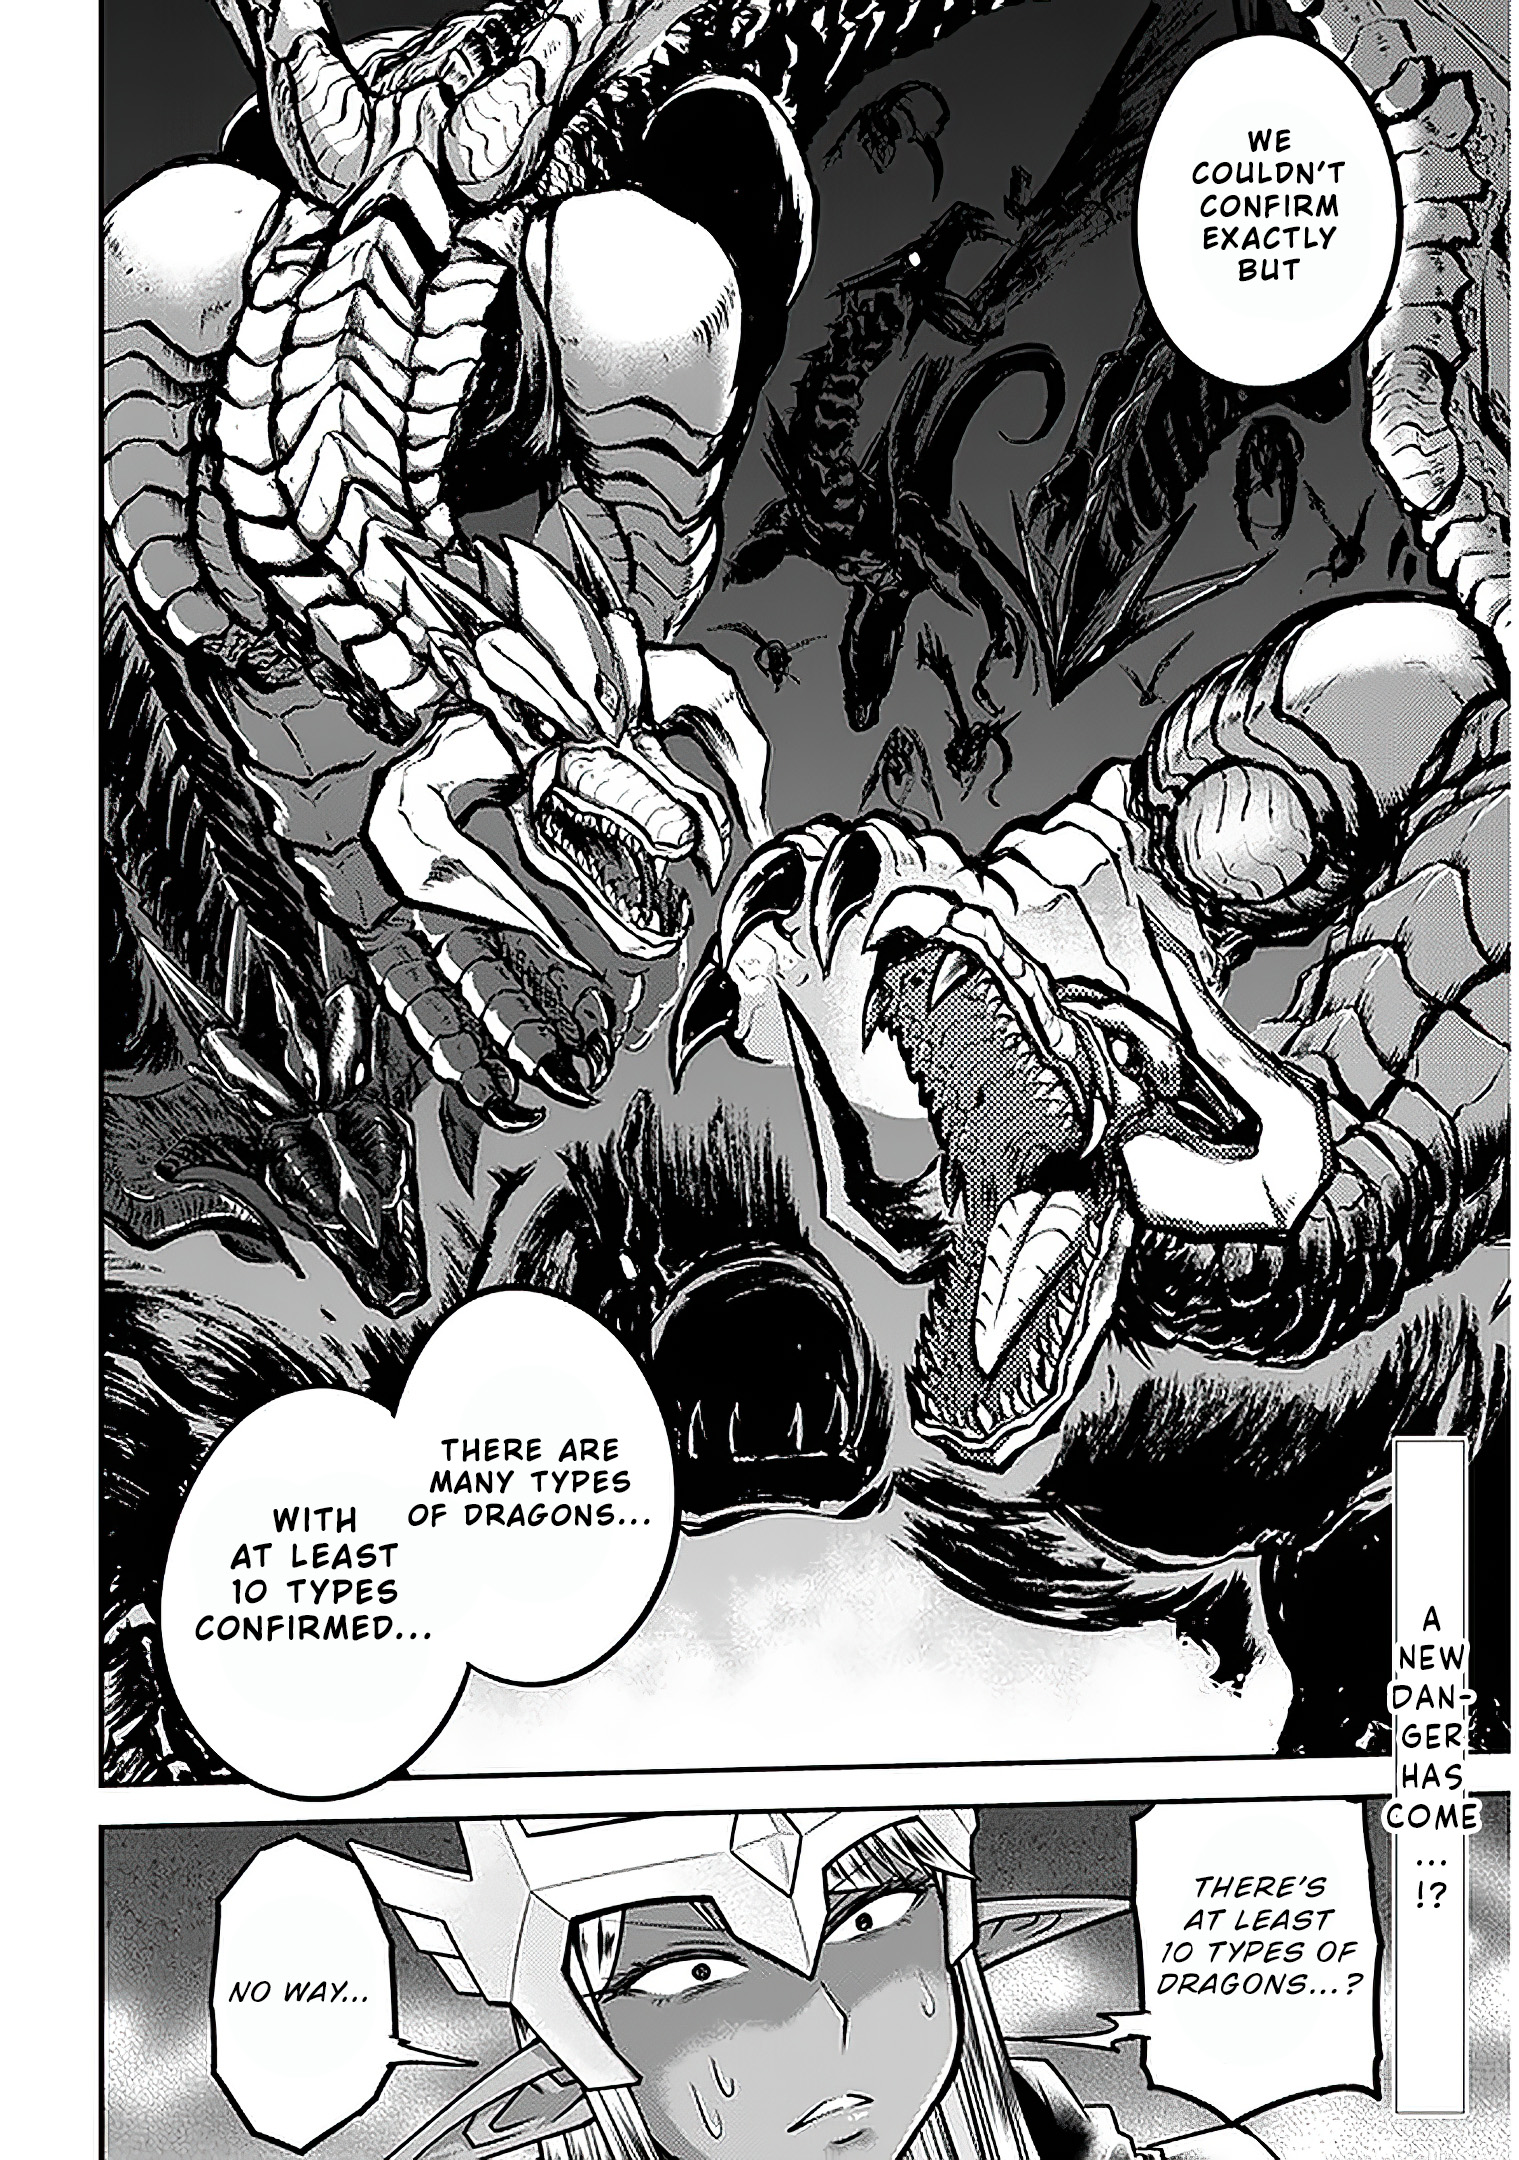 WE
COULDN'T
CONFIRM
EXACTLY
BUT
THERE ARE
MANY TYPES
OF DRAGONS...
WITH
AT LEAST
10 TYPES
CONFIRMED...
A
NEW
DAN-
GER
HAS
COME
...
!?
THERE'S
AT LEAST
10 TYPES OF
DRAGONS...?
NO WAY...